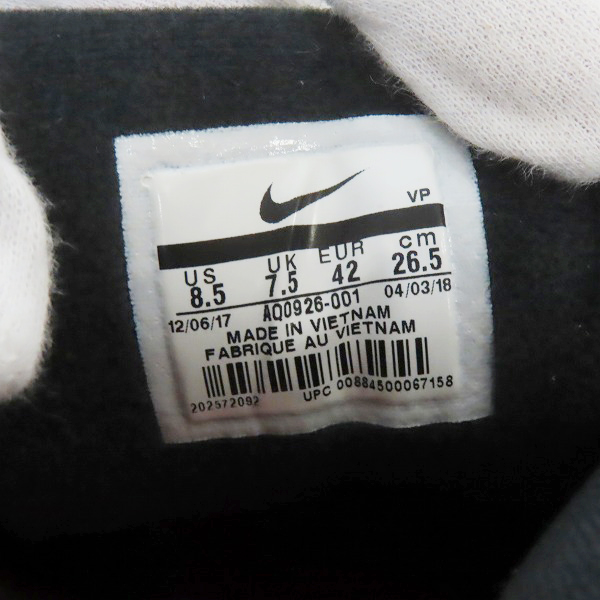 VP
US UK EUR cm
8.5 7.5 42 26.5
12/06/17 AQ0926-001 04/03/18
MADE IN VIETNAM
FABRIQUE AU VIETNAM
202572092 UPC 00884500067158